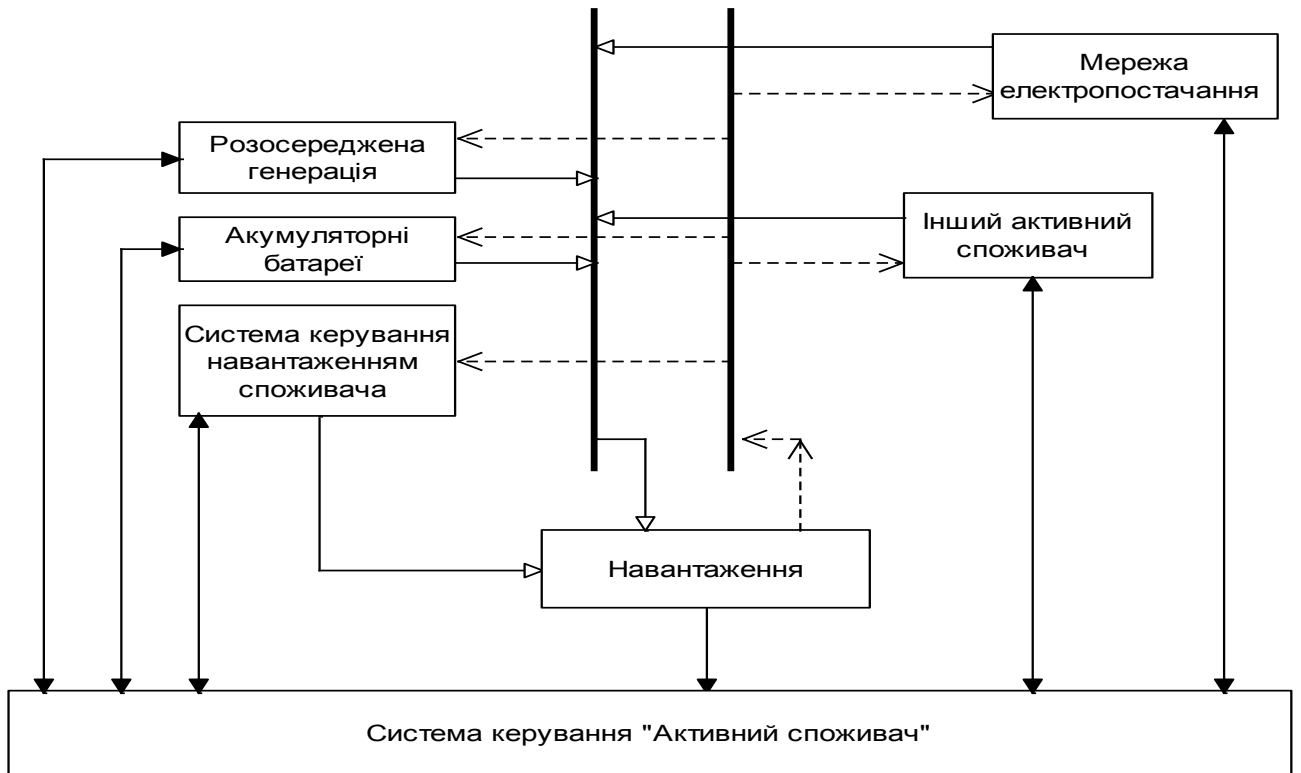 Мережа
електропостачання
Розосереджена
генерація
Інший активний
споживач
Акумуляторні
батареї
Система керування
навантаженням
споживача
Навантаження
Система керування "Активний споживач"